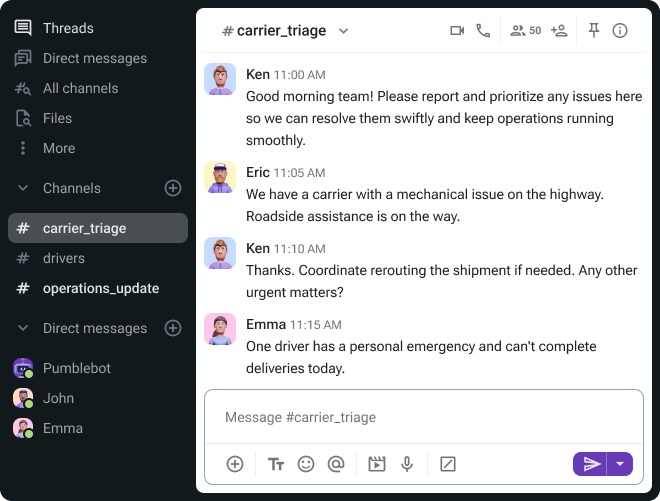 Threads
Direct messages
All channels
Files
More
Channels
# carrier_triage
# drivers
# operations_update
Direct messages
Pumblebot
John
Emma
# carrier_triage
50
Ken 11:00 AM
Good morning team! Please report and prioritize any issues here
so we can resolve them swiftly and keep operations running
smoothly.
Eric 11:05 AM
We have a carrier with a mechanical issue on the highway.
Roadside assistance is on the way.
Ken 11:10 AM
Thanks. Coordinate rerouting the shipment if needed. Any other
urgent matters?
Emma 11:15 AM
One driver has a personal emergency and can't complete
deliveries today.
Message #carrier_triage